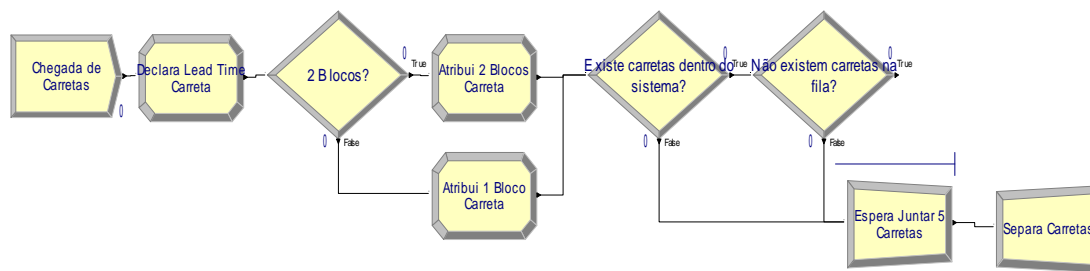 Chegada de
Carretas
0
Declara Lead Time
Carreta
2 Blocos?
0
True
0
False
Atribui 2 Blocos
Carreta
Atribui 1 Bloco
Carreta
Existe carretas dentro do
sistema?
0
True
0
False
Não existem carretas na
fila?
0
True
0
False
Espera Juntar 5
Carretas
Separa Carretas